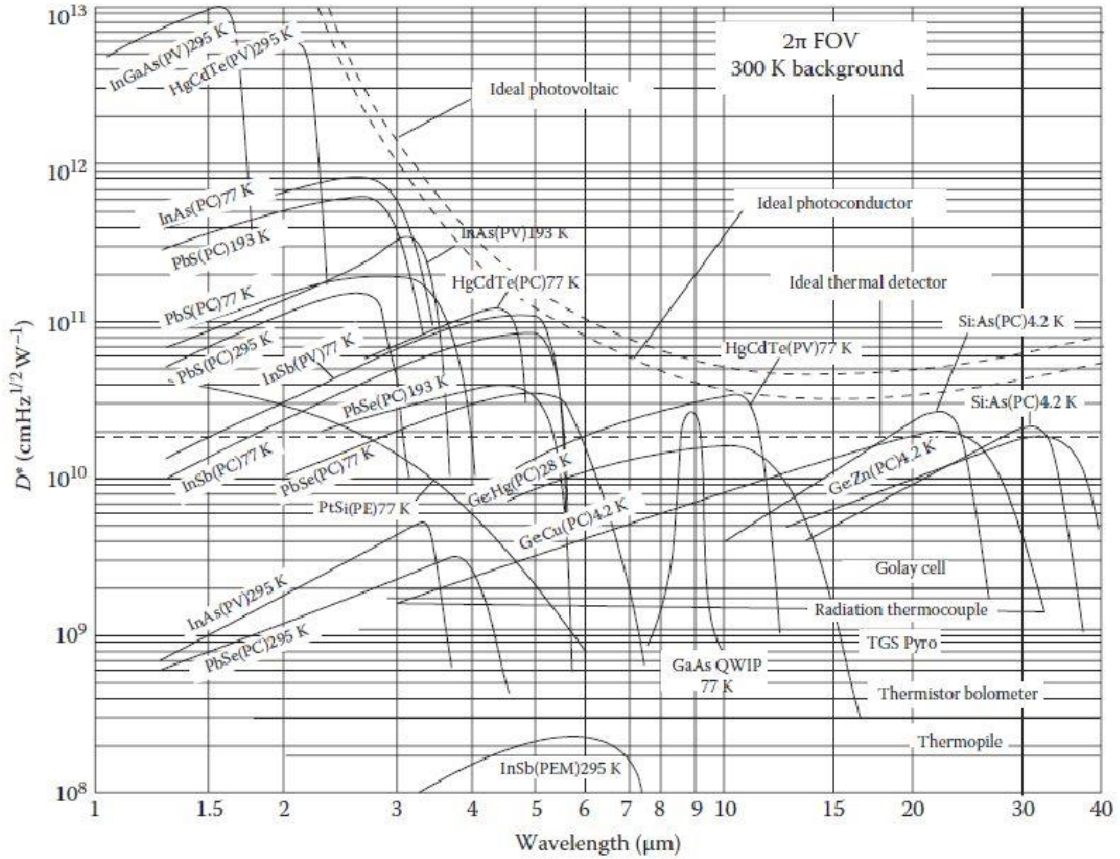 10¹³
InGaAs(PV)295 K
HgCdTe(PV)295 K
2π FOV
300 K background
Ideal photovoltaic
10¹²
InAs(PC)77 K
Ideal photoconductor
PbS(PC)193 K
InAs(PV)193 K
HgCdTe(PC)77 K
Ideal thermal detector
PbS(PC)77 K
10¹¹
Si:As(PC)4.2 K
PbS(PC)295 K
InSb(PV)77 K
HgCdTe(PV)77 K
PbSe(PC)193 K
Si:As(PC)4.2 K
D* (cmHz^1/2 W⁻¹)
InSb(PC)77 K
PbSe(PC)77 K
Ge:Hg(PC)28 K
Ge:Zn(PC)4.2 K
10¹⁰
PtSi(PE)77 K
Ge:Cu(PC)4.2 K
Golay cell
InAs(PV)295 K
Radiation thermocouple
10⁹
PbSe(PC)295 K
TGS Pyro
GaAs QWIP
77 K
Thermistor bolometer
Thermopile
InSb(PEM)295 K
10⁸
1 1.5 2 3 4 5 6 7 8 9 10 15 20 30 40
Wavelength (μm)